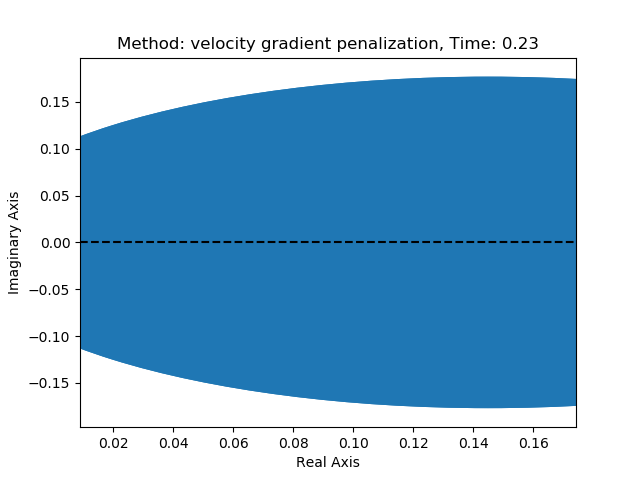 Method: velocity gradient penalization, Time: 0.23
Imaginary Axis
0.15
0.10
0.05
0.00
−0.05
−0.10
−0.15
0.02 0.04 0.06 0.08 0.10 0.12 0.14 0.16
Real Axis